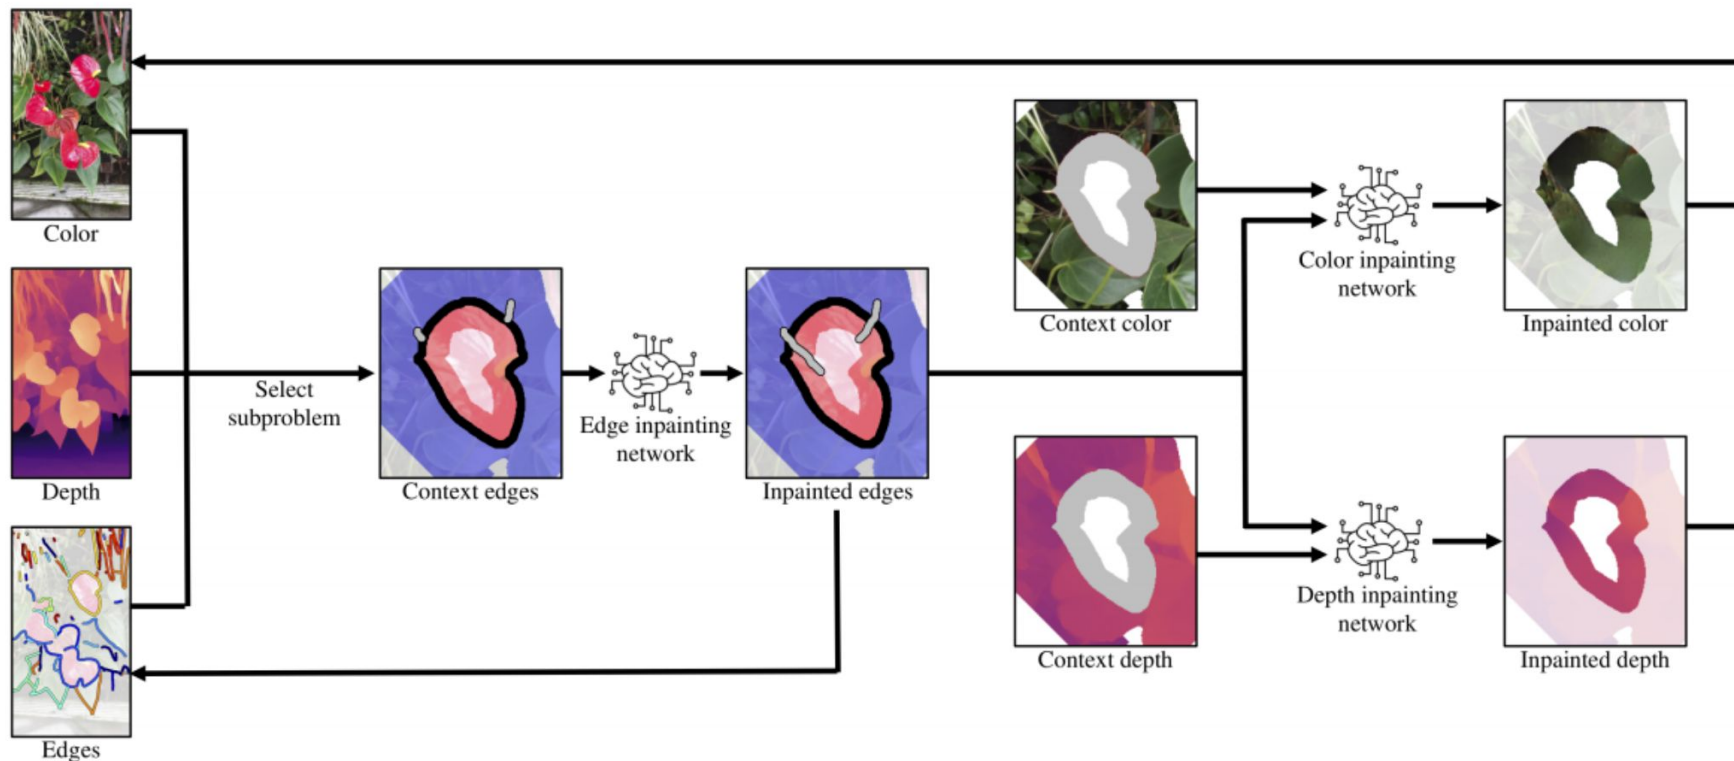 Color
Depth
Edges
Select
subproblem
Context edges
Edge inpainting
network
Inpainted edges
Context color
Color inpainting
network
Inpainted color
Context depth
Depth inpainting
network
Inpainted depth